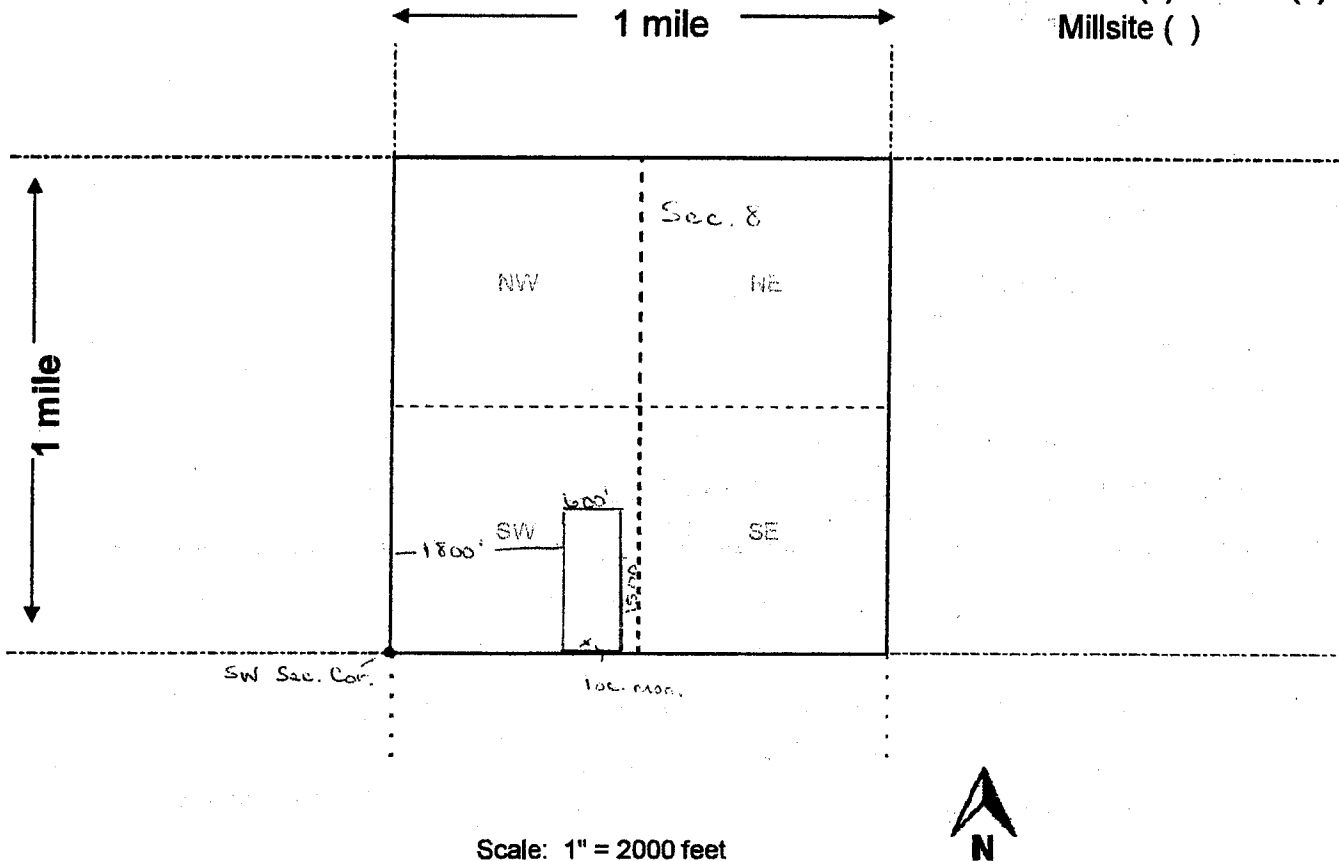 1 mile
Millsite ( )
Sec. 8
NW
NE
1 mile
600'
SW
SE
1800'
1500'
x
SW Sec. Cor.
loc. mon.
Scale: 1" = 2000 feet
N